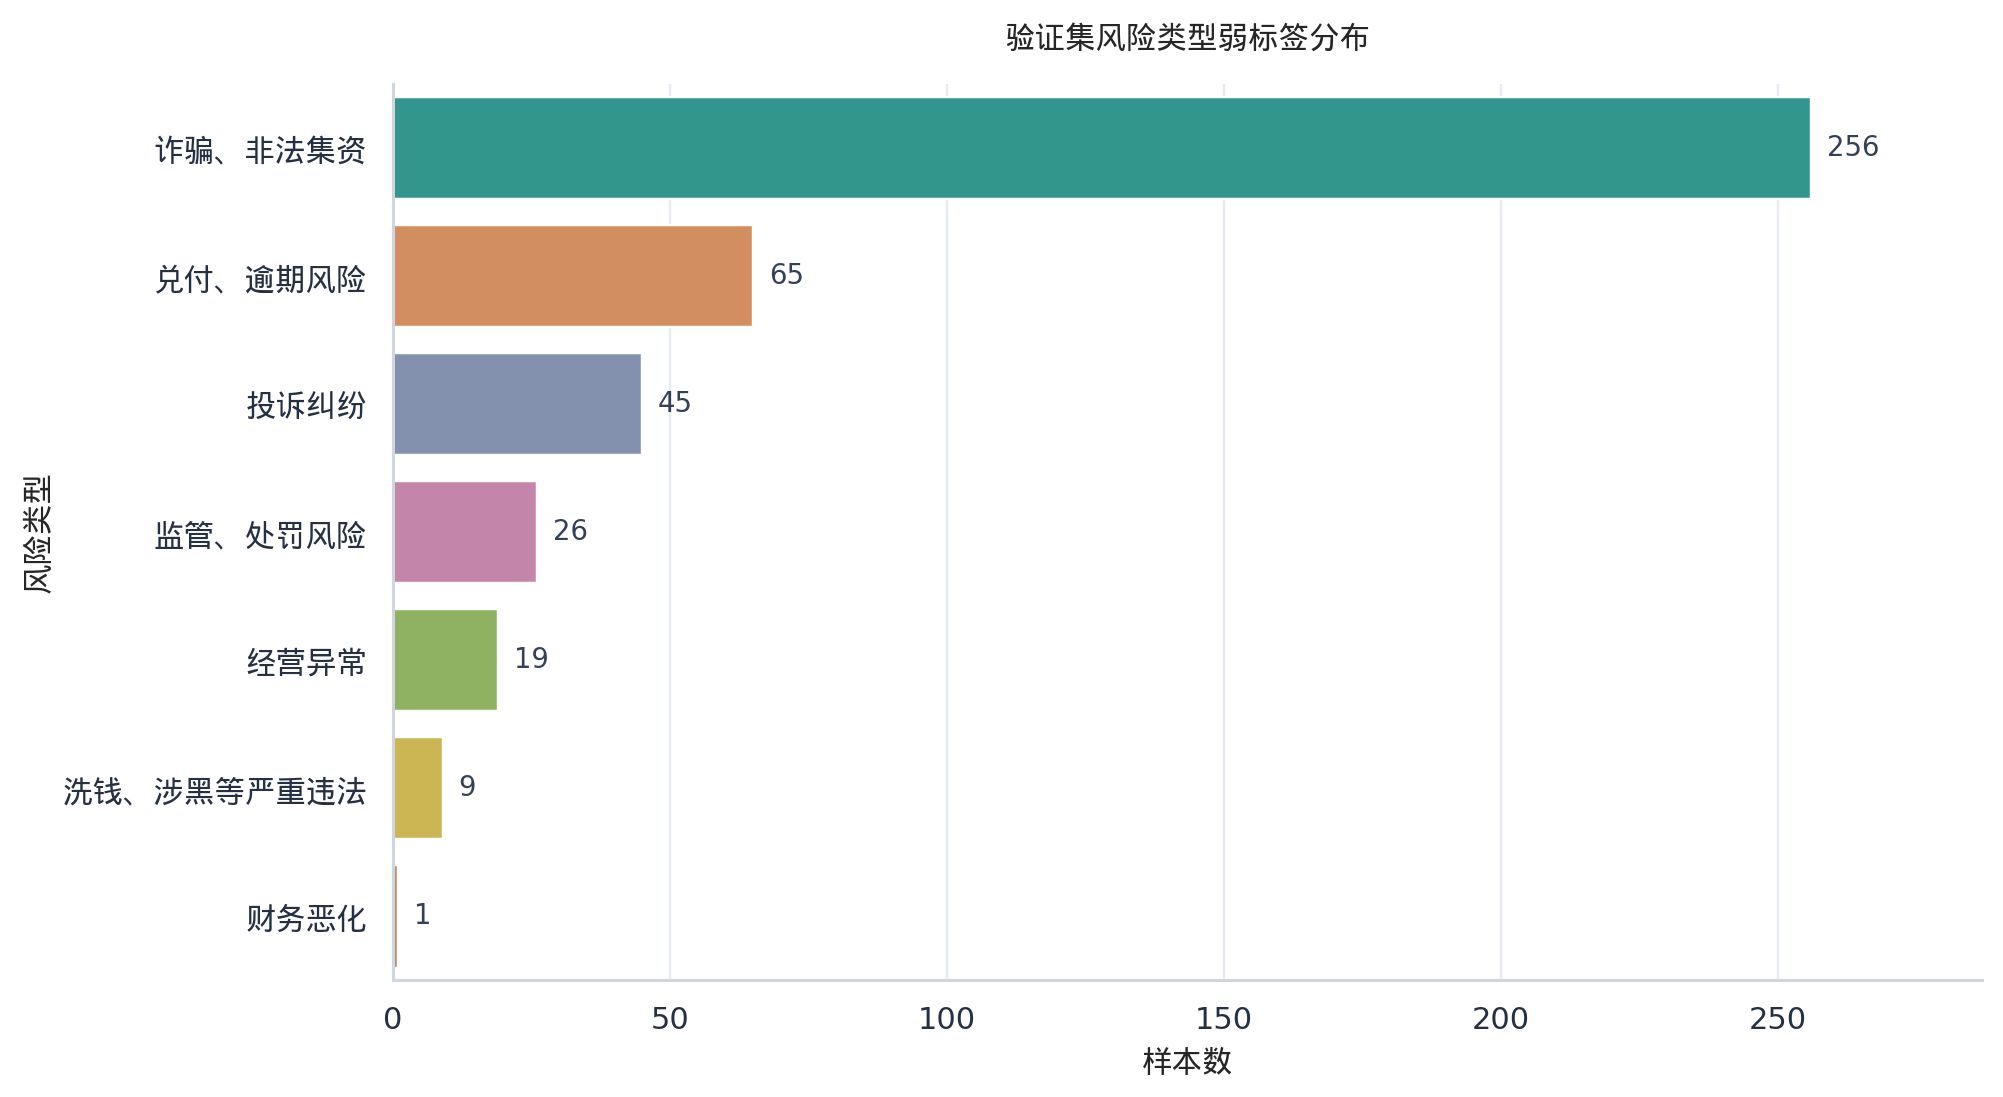 验证集风险类型弱标签分布
风险类型
诈骗、非法集资
256
兑付、逾期风险
65
投诉纠纷
45
监管、处罚风险
26
经营异常
19
洗钱、涉黑等严重违法
9
财务恶化
1
0 50 100 150 200 250
样本数